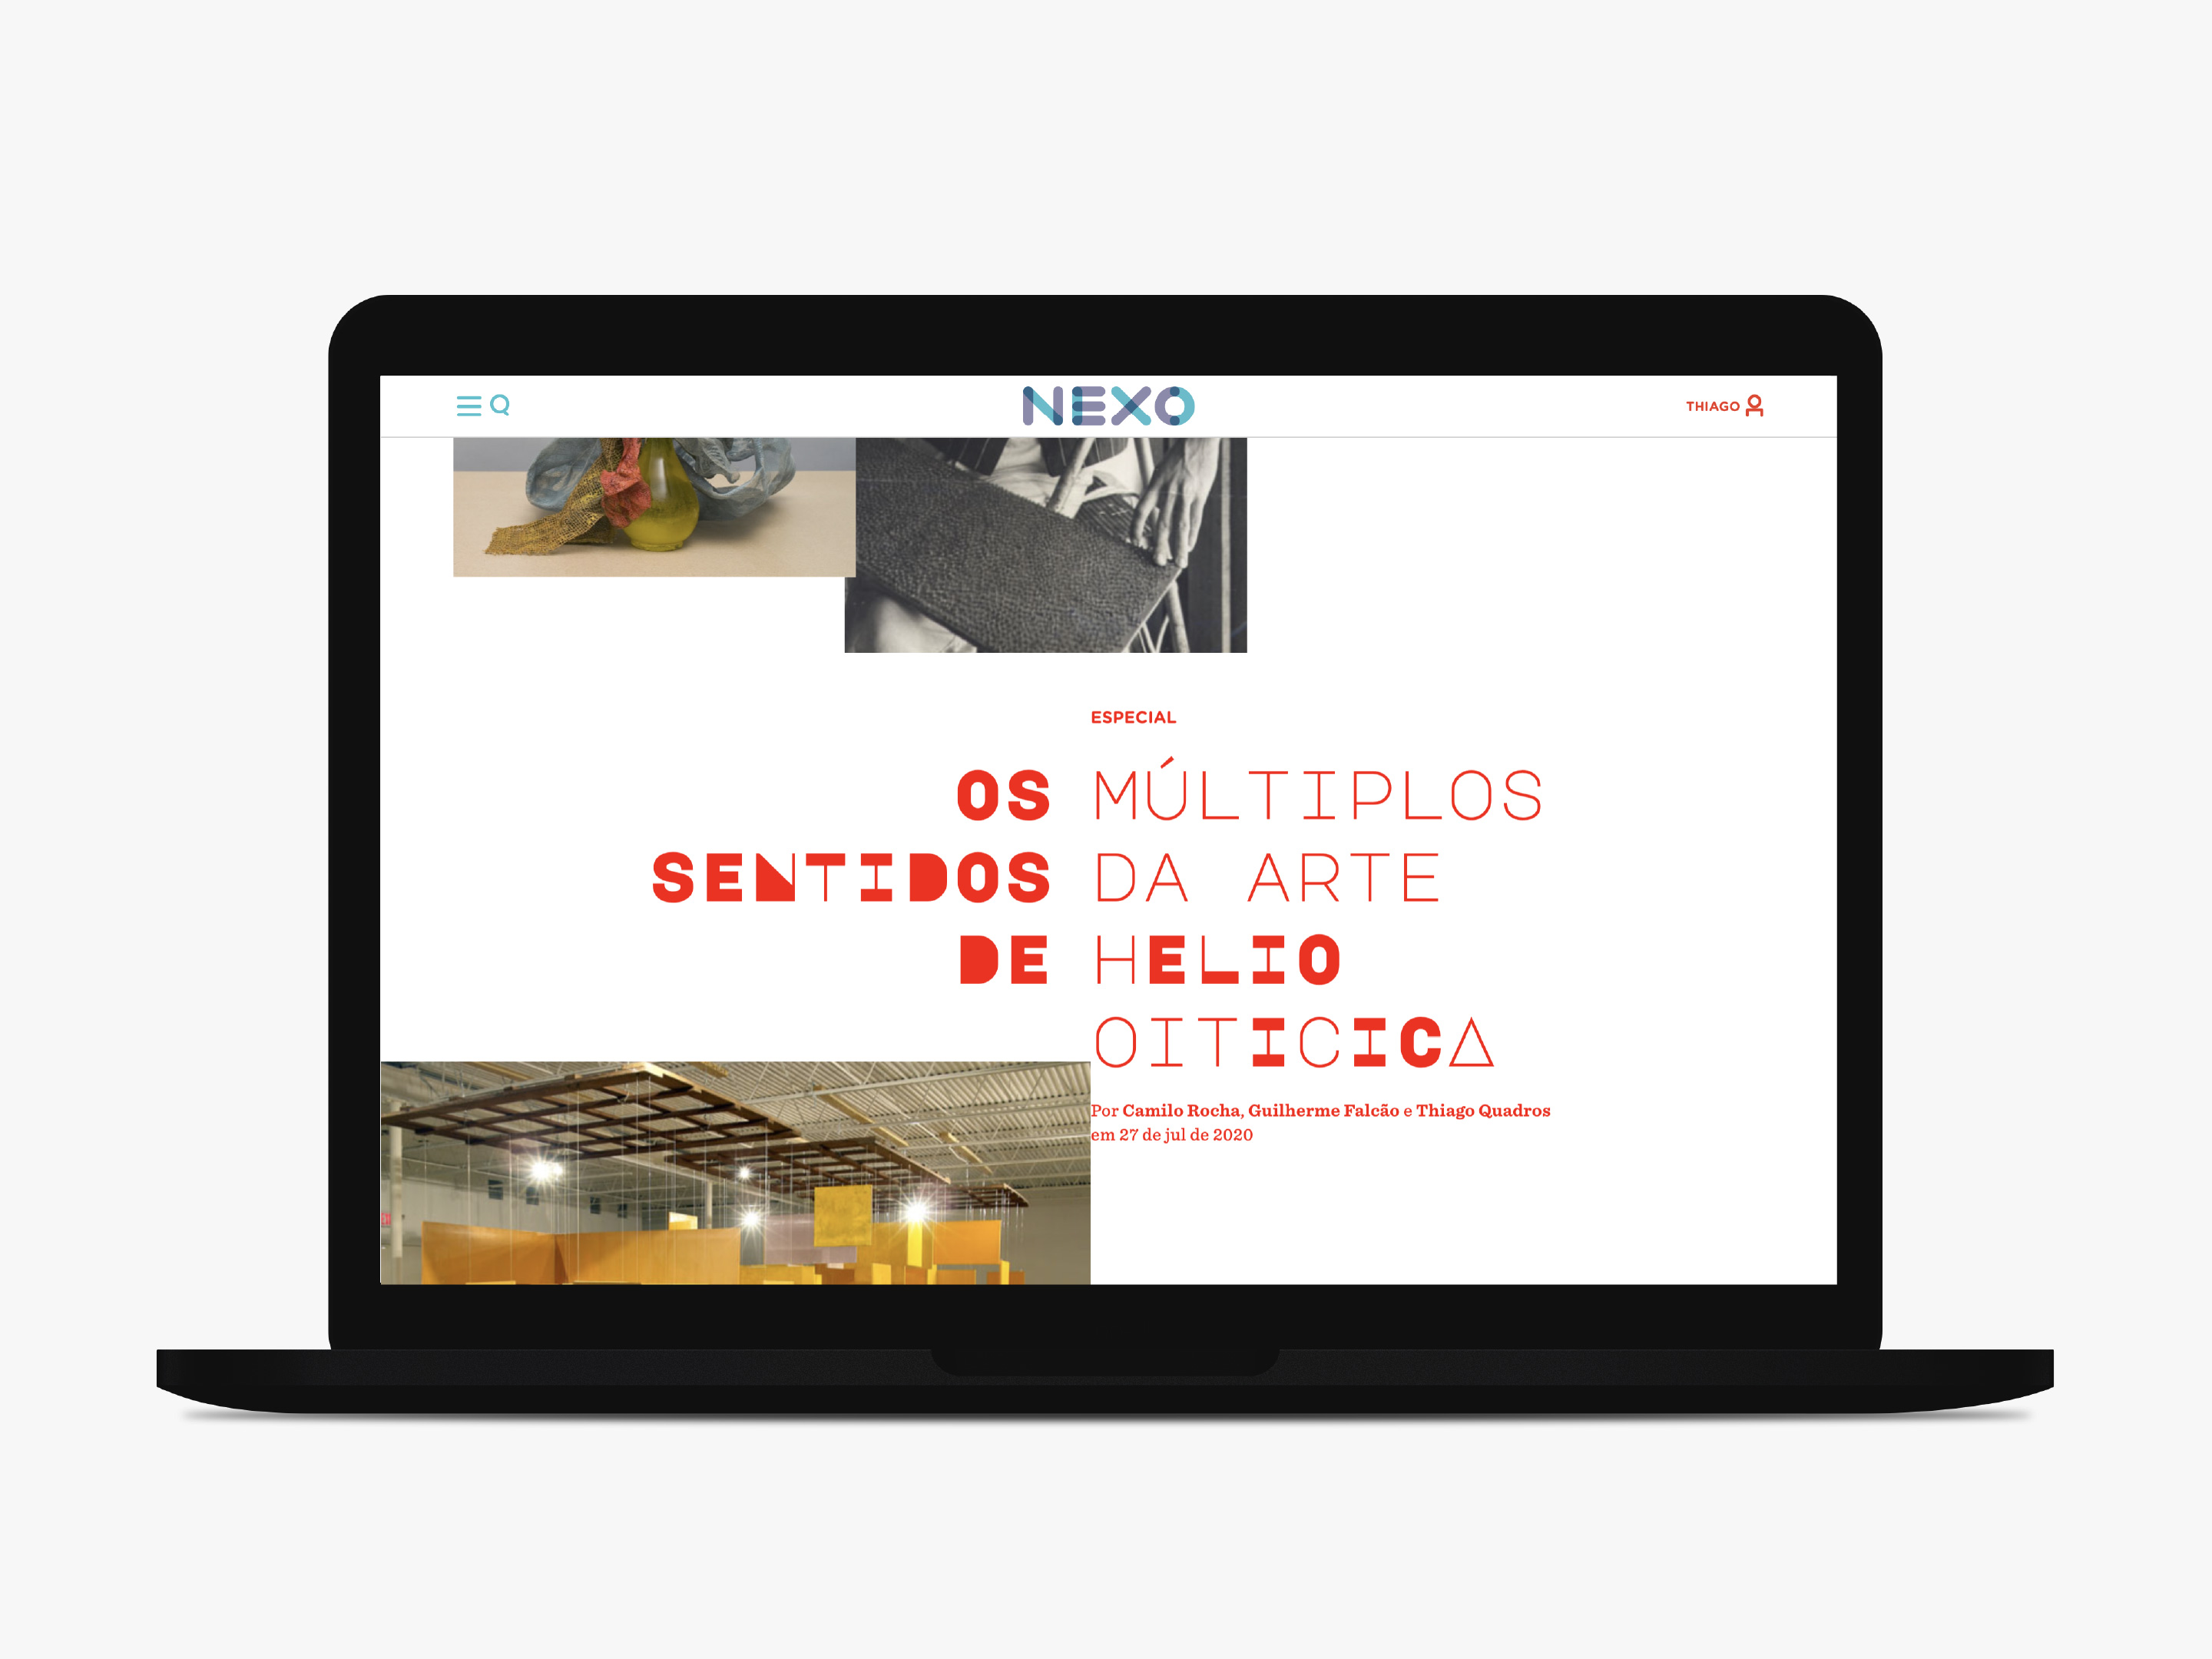 NEXO
THIAGO
ESPECIAL
OS MÚLTIPLOS
SENTIDOS DA ARTE
DE HELIO
OITICICA
Por Camilo Rocha, Guilherme Falcão e Thiago Quadros
em 27 de jul de 2020